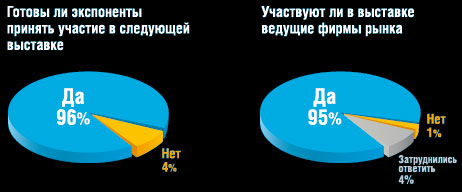 Готовы ли экспоненты
принять участие в следующей
выставке
Да
96%
Нет
4%
Участвуют ли в выставке
ведущие фирмы рынка
Да
95%
Нет
1%
Затруднились
ответить
4%